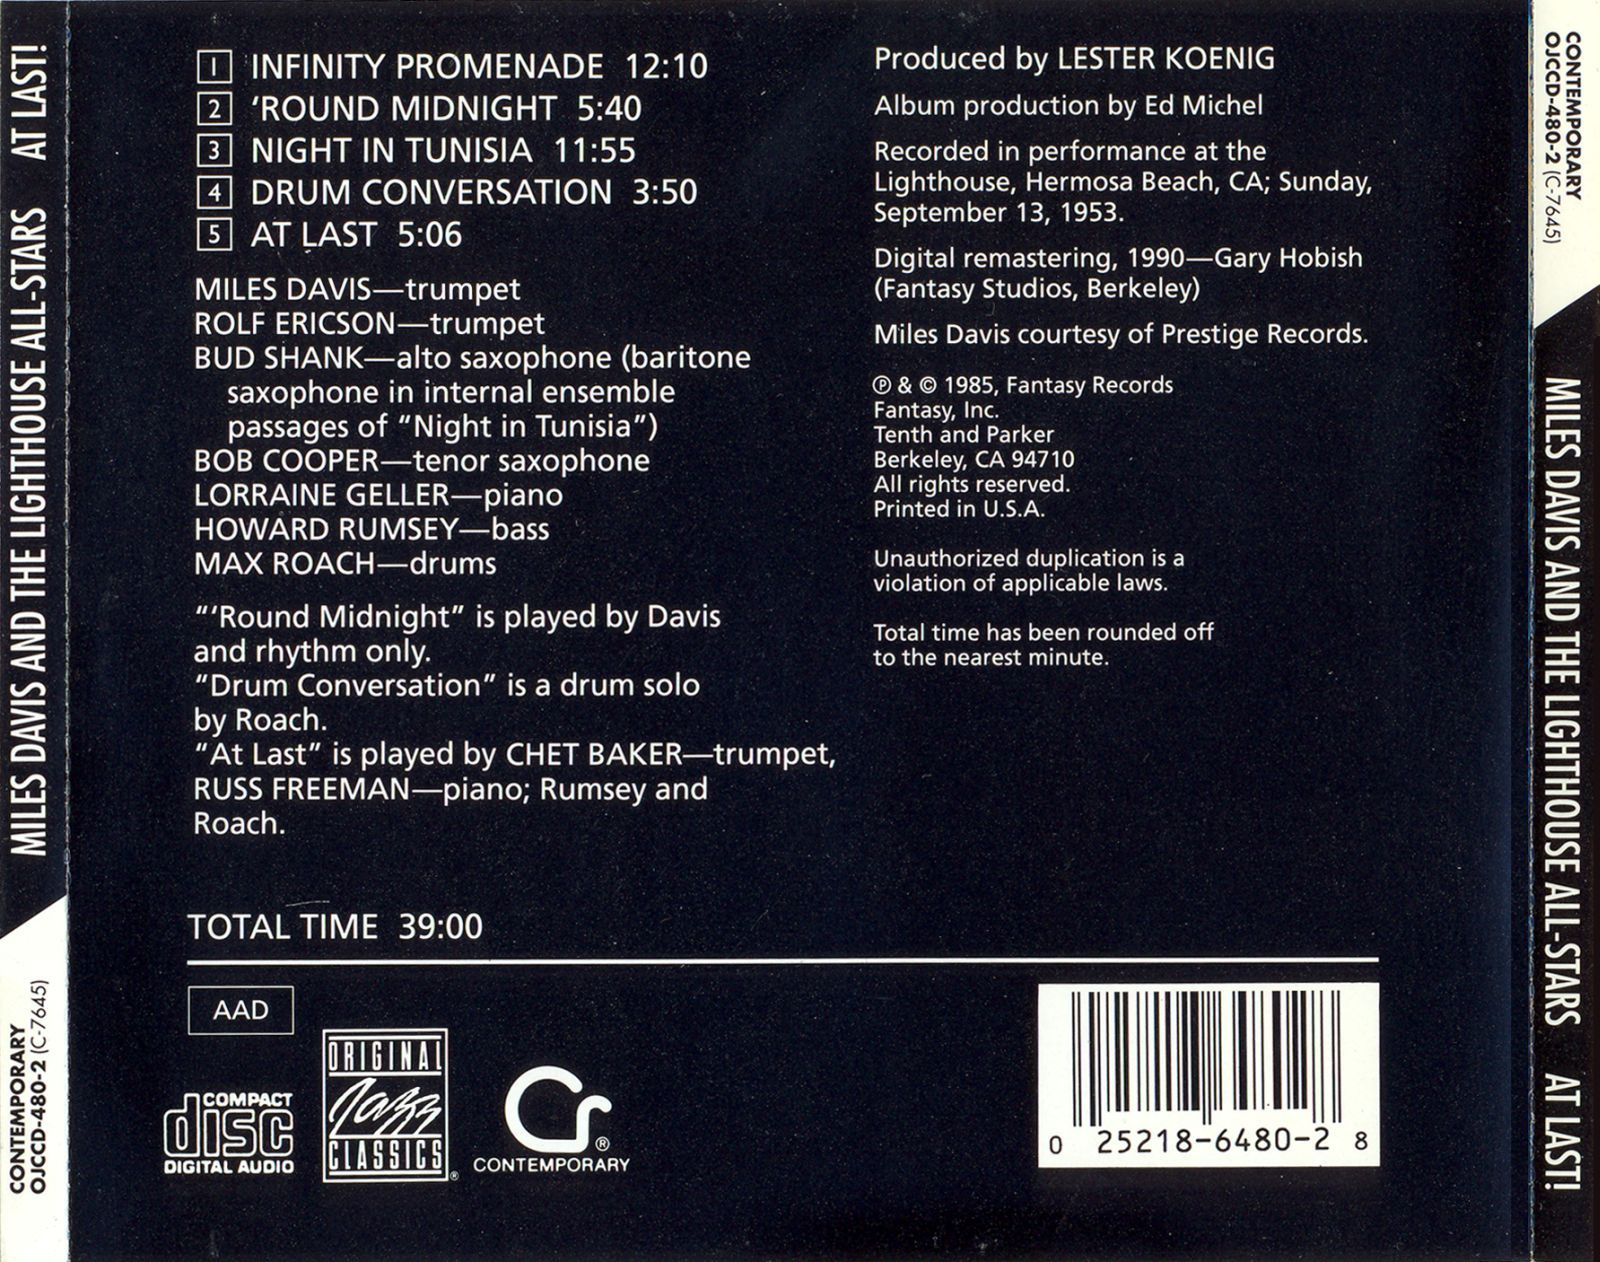 MILES DAVIS AND THE LIGHTHOUSE ALL-STARS AT LAST!
CONTEMPORARY
OJCCD-480-2 (C-7645)
1 INFINITY PROMENADE 12:10
2 'ROUND MIDNIGHT 5:40
3 NIGHT IN TUNISIA 11:55
4 DRUM CONVERSATION 3:50
5 AT LAST 5:06
MILES DAVIS—trumpet
ROLF ERICSON—trumpet
BUD SHANK—alto saxophone (baritone
saxophone in internal ensemble
passages of “Night in Tunisia”)
BOB COOPER—tenor saxophone
LORRAINE GELLER—piano
HOWARD RUMSEY—bass
MAX ROACH—drums
“‘Round Midnight” is played by Davis
and rhythm only.
“Drum Conversation” is a drum solo
by Roach.
“At Last” is played by CHET BAKER—trumpet,
RUSS FREEMAN—piano; Rumsey and
Roach.
TOTAL TIME 39:00
Produced by LESTER KOENIG
Album production by Ed Michel
Recorded in performance at the
Lighthouse, Hermosa Beach, CA; Sunday,
September 13, 1953.
Digital remastering, 1990—Gary Hobish
(Fantasy Studios, Berkeley)
Miles Davis courtesy of Prestige Records.
℗ & © 1985, Fantasy Records
Fantasy, Inc.
Tenth and Parker
Berkeley, CA 94710
All rights reserved.
Printed in U.S.A.
Unauthorized duplication is a
violation of applicable laws.
Total time has been rounded off
to the nearest minute.
AAD
COMPACT
disc
DIGITAL AUDIO
ORIGINAL
Jazz
CLASSICS®
Cr®
CONTEMPORARY
0 25218-6480-2 8
CONTEMPORARY
OJCCD-480-2 (C-7645)
MILES DAVIS AND THE LIGHTHOUSE ALL-STARS AT LAST!